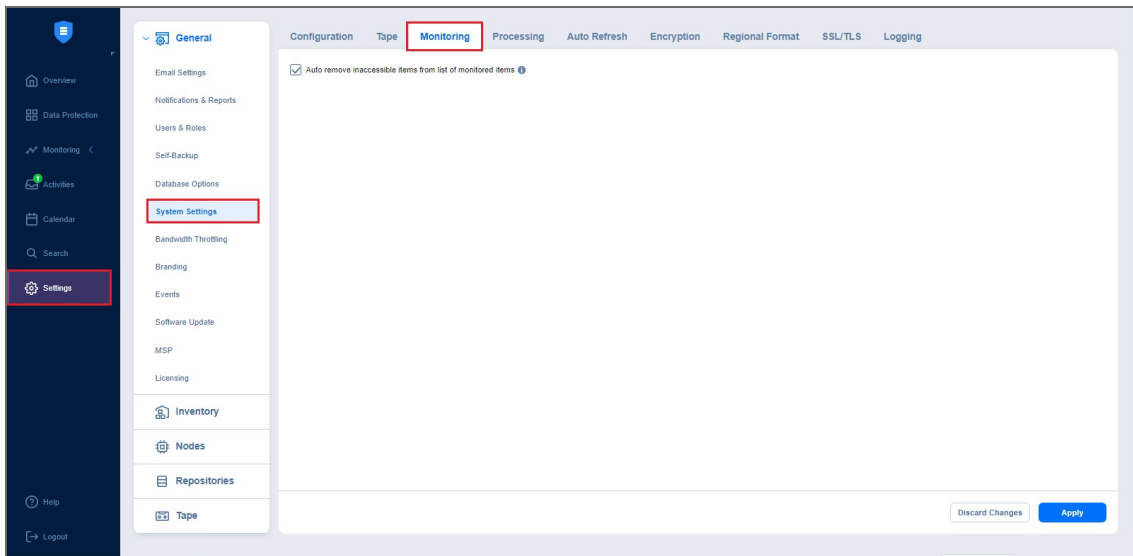 Overview
Data Protection
Monitoring
1
Activities
Calendar
Search
Settings
Help
Logout
General
Email Settings
Notifications & Reports
Users & Roles
Self-Backup
Database Options
System Settings
Bandwidth Throttling
Branding
Events
Software Update
MSP
Licensing
Inventory
Nodes
Repositories
Tape
Configuration Tape Monitoring Processing Auto Refresh Encryption Regional Format SSL/TLS Logging
Auto remove inaccessible items from list of monitored items
Discard Changes Apply